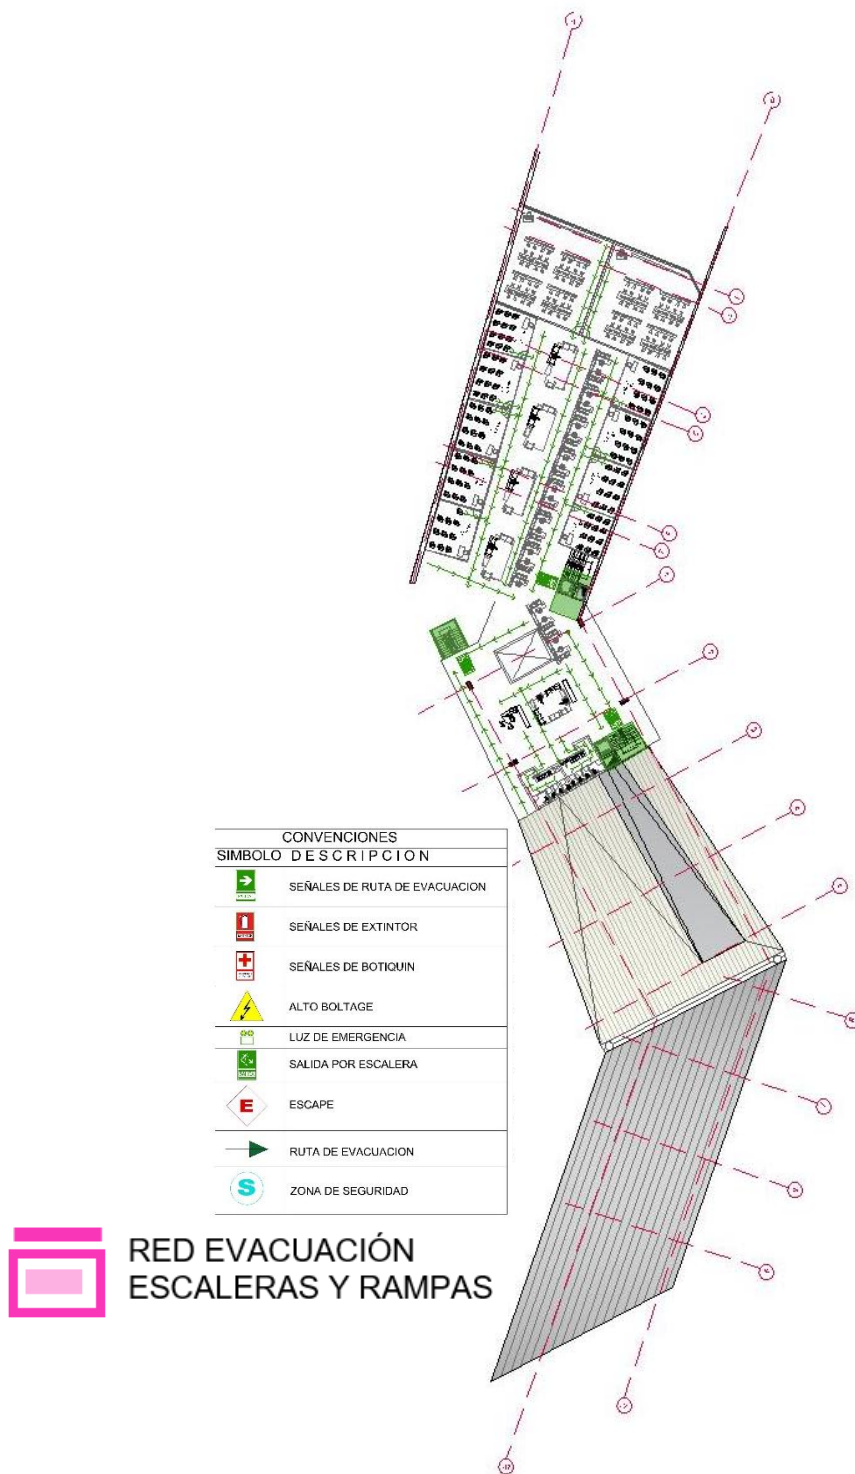 CONVENCIONES
SIMBOLO DESCRIPCION
SEÑALES DE RUTA DE EVACUACION
SEÑALES DE EXTINTOR
SEÑALES DE BOTIQUIN
ALTO BOLTAGE
LUZ DE EMERGENCIA
SALIDA POR ESCALERA
E ESCAPE
RUTA DE EVACUACION
S ZONA DE SEGURIDAD
RED EVACUACIÓN
ESCALERAS Y RAMPAS